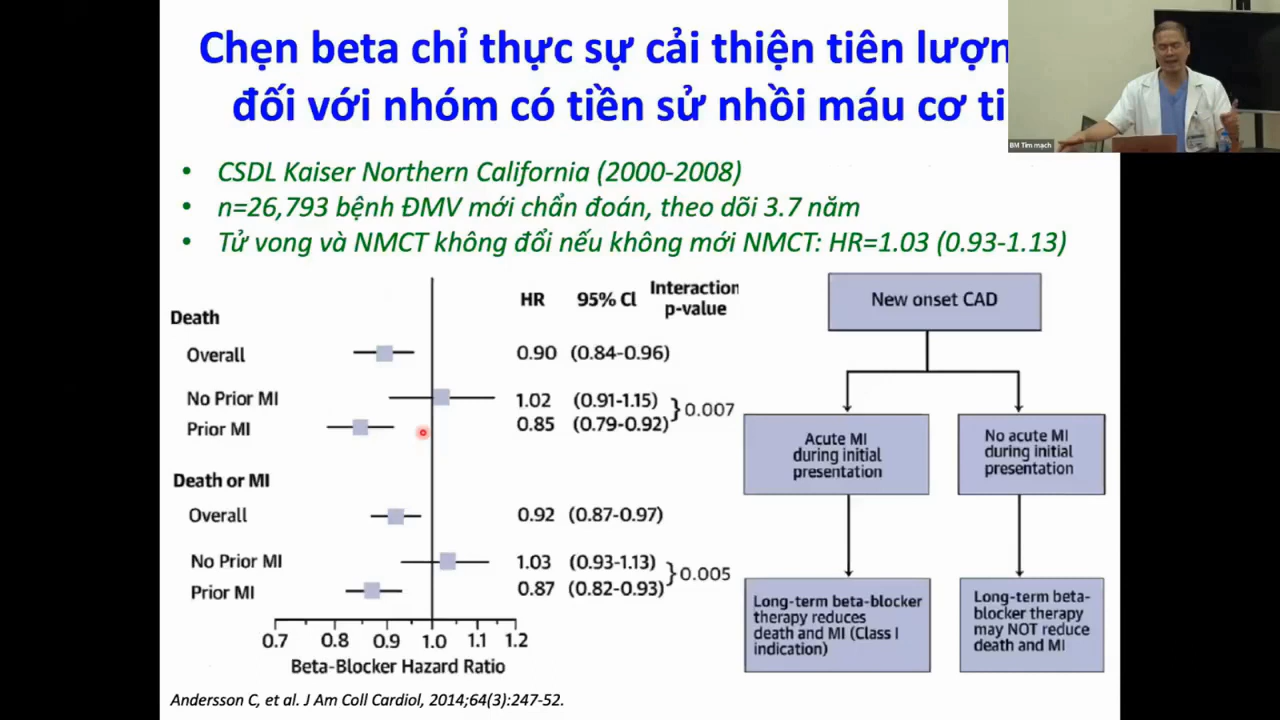 Chẹn beta chỉ thực sự cải thiện tiên lượn
đối với nhóm có tiền sử nhồi máu cơ ti
BM Tim mạch
• CSDL Kaiser Northern California (2000-2008)
• n=26,793 bệnh ĐMV mới chẩn đoán, theo dõi 3.7 năm
• Tử vong và NMCT không đổi nếu không mới NMCT: HR=1.03 (0.93-1.13)
HR 95% CI Interaction
p-value
Death
Overall 0.90 (0.84-0.96)
No Prior MI 1.02 (0.91-1.15)
} 0.007
Prior MI 0.85 (0.79-0.92)
Death or MI
Overall 0.92 (0.87-0.97)
No Prior MI 1.03 (0.93-1.13)
} 0.005
Prior MI 0.87 (0.82-0.93)
0.7 0.8 0.9 1.0 1.1 1.2
Beta-Blocker Hazard Ratio
New onset CAD
Acute MI
during initial
presentation
No acute MI
during initial
presentation
Long-term beta-blocker
therapy reduces
death and MI (Class I
indication)
Long-term beta-
blocker therapy
may NOT reduce
death and MI
Andersson C, et al. J Am Coll Cardiol, 2014;64(3):247-52.